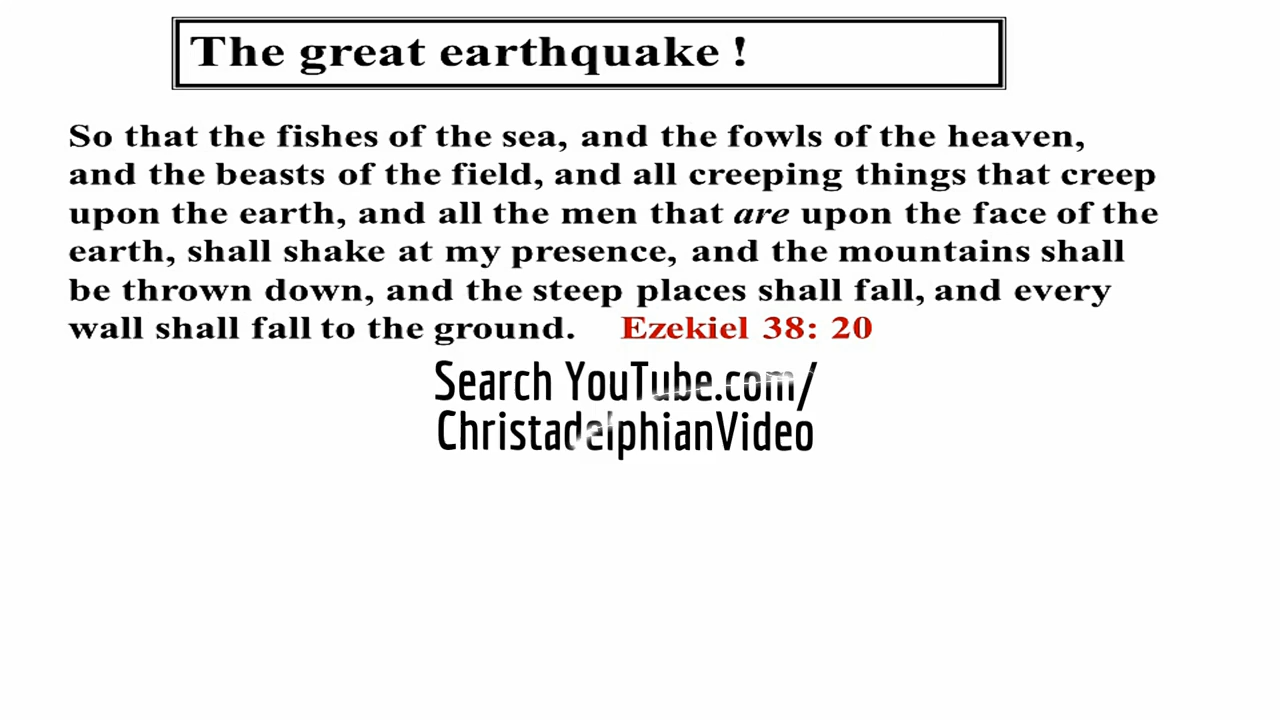 The great earthquake !
So that the fishes of the sea, and the fowls of the heaven,
and the beasts of the field, and all creeping things that creep
upon the earth, and all the men that are upon the face of the
earth, shall shake at my presence, and the mountains shall
be thrown down, and the steep places shall fall, and every
wall shall fall to the ground. Ezekiel 38: 20
Search YouTube.com/
ChristadelphianVideo